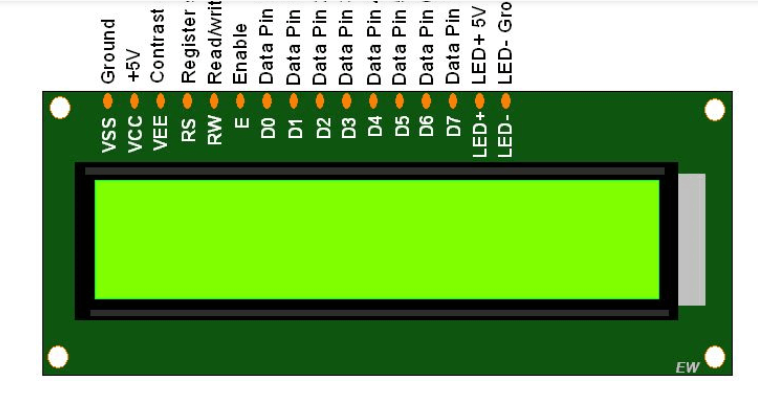 Ground
+5V
Contrast
Register
Read/writ
Enable
Data Pin
Data Pin
Data Pin
Data Pin
Data Pin
Data Pin
Data Pin
Data Pin
LED+ 5V
LED- Gro
VSS
VCC
VEE
RS
RW
E
D0
D1
D2
D3
D4
D5
D6
D7
LED+
LED-
EW